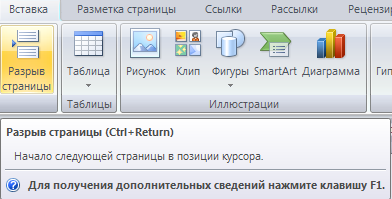 Вставка Разметка страницы Ссылки Рассылки Рецензир
Разрыв страницы
Таблица
Рисунок Клип Фигуры SmartArt Диаграмма Гип
Таблицы Иллюстрации
Разрыв страницы (Ctrl+Return)
Начало следующей страницы в позиции курсора.
Для получения дополнительных сведений нажмите клавишу F1.